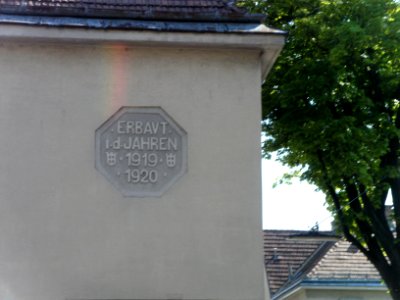 ERBAVT
i.d JAHREN
· 1919 ·
· 1920 ·